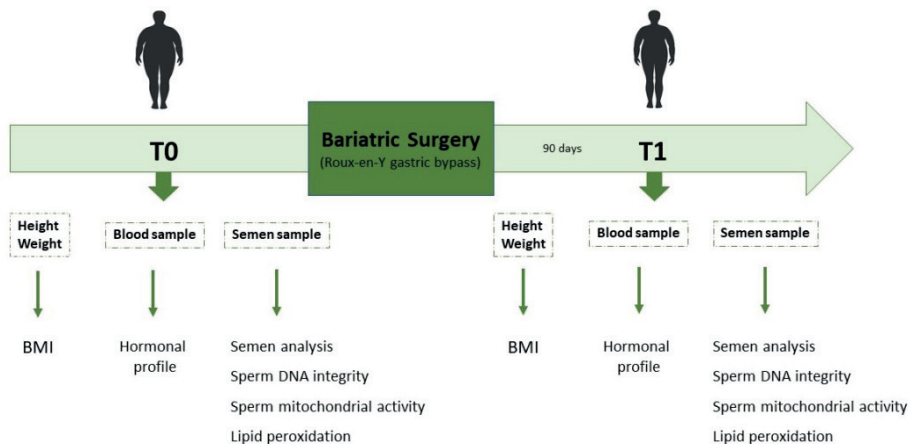 T0
Bariatric Surgery
(Roux-en-Y gastric bypass)
90 days
T1
Height
Weight
Blood sample
Semen sample
Height
Weight
Blood sample
Semen sample
BMI
Hormonal
profile
Semen analysis
Sperm DNA integrity
Sperm mitochondrial activity
Lipid peroxidation
BMI
Hormonal
profile
Semen analysis
Sperm DNA integrity
Sperm mitochondrial activity
Lipid peroxidation